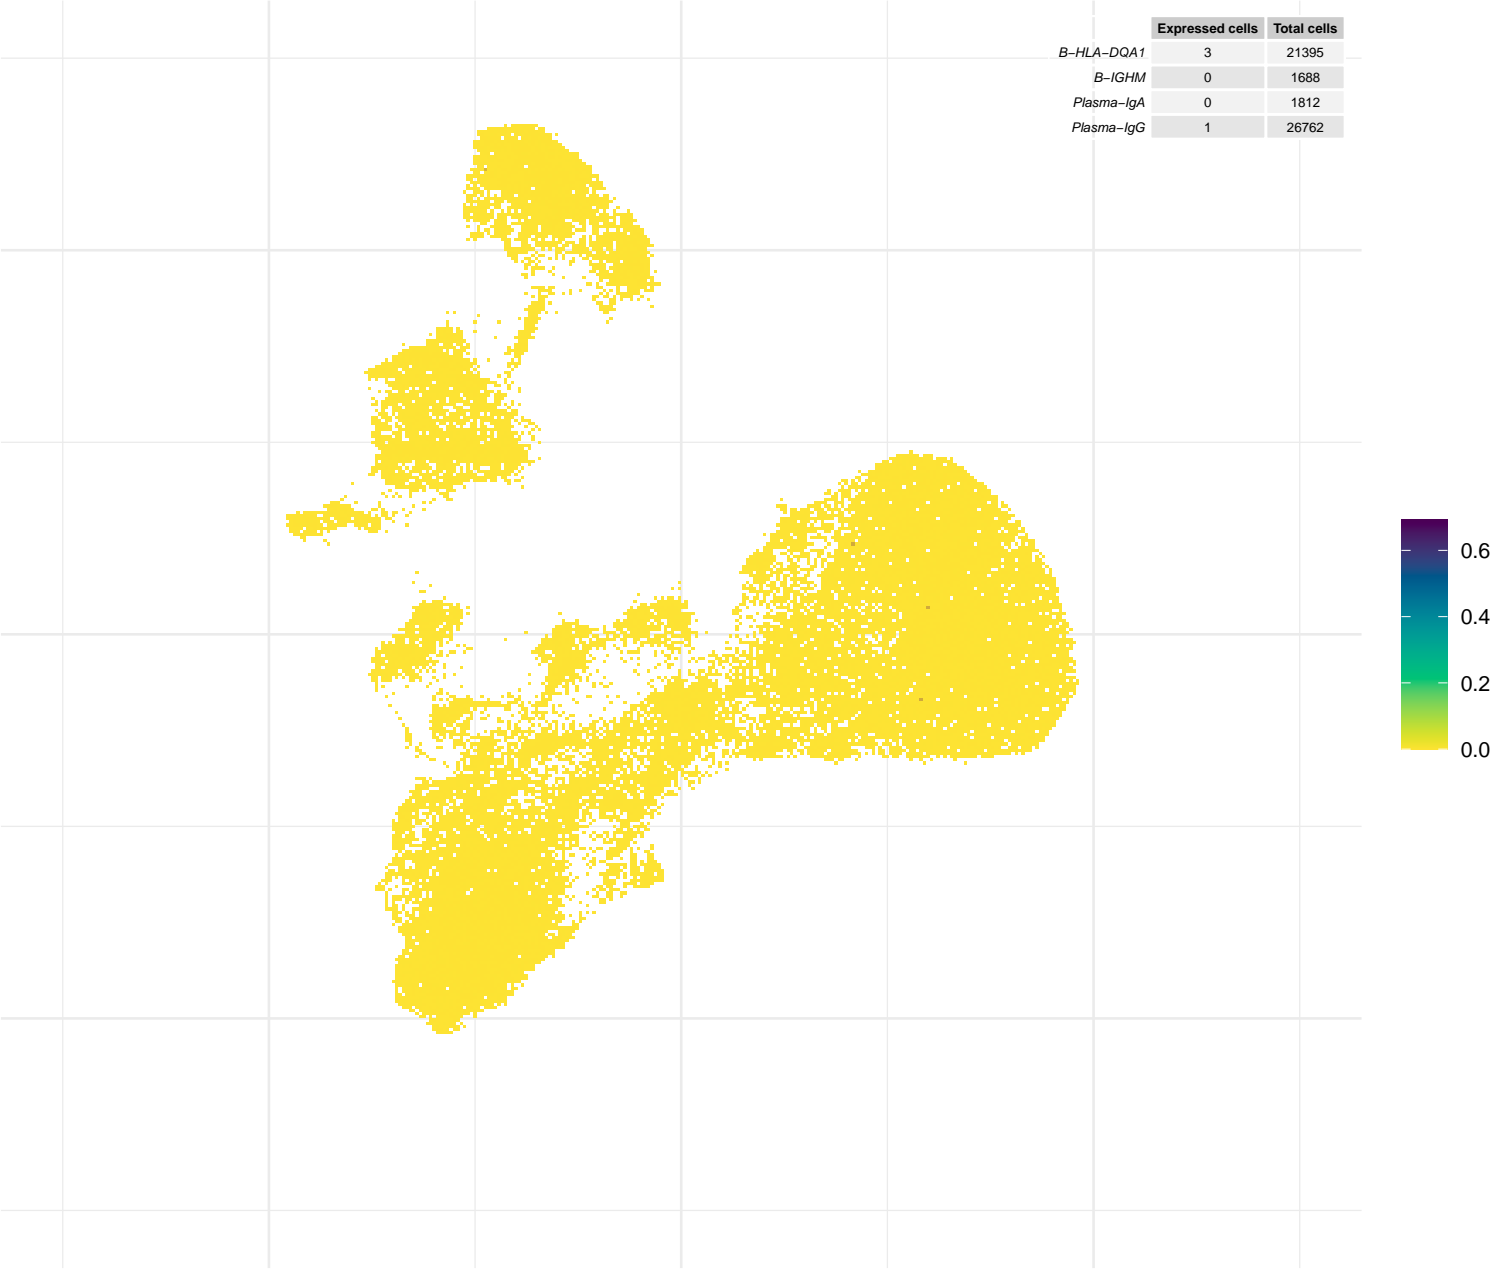 Expressed cells Total cells
B−HLA−DQA1 3 21395
B−IGHM 0 1688
Plasma−IgA 0 1812
Plasma−IgG 1 26762
0.6
0.4
0.2
0.0